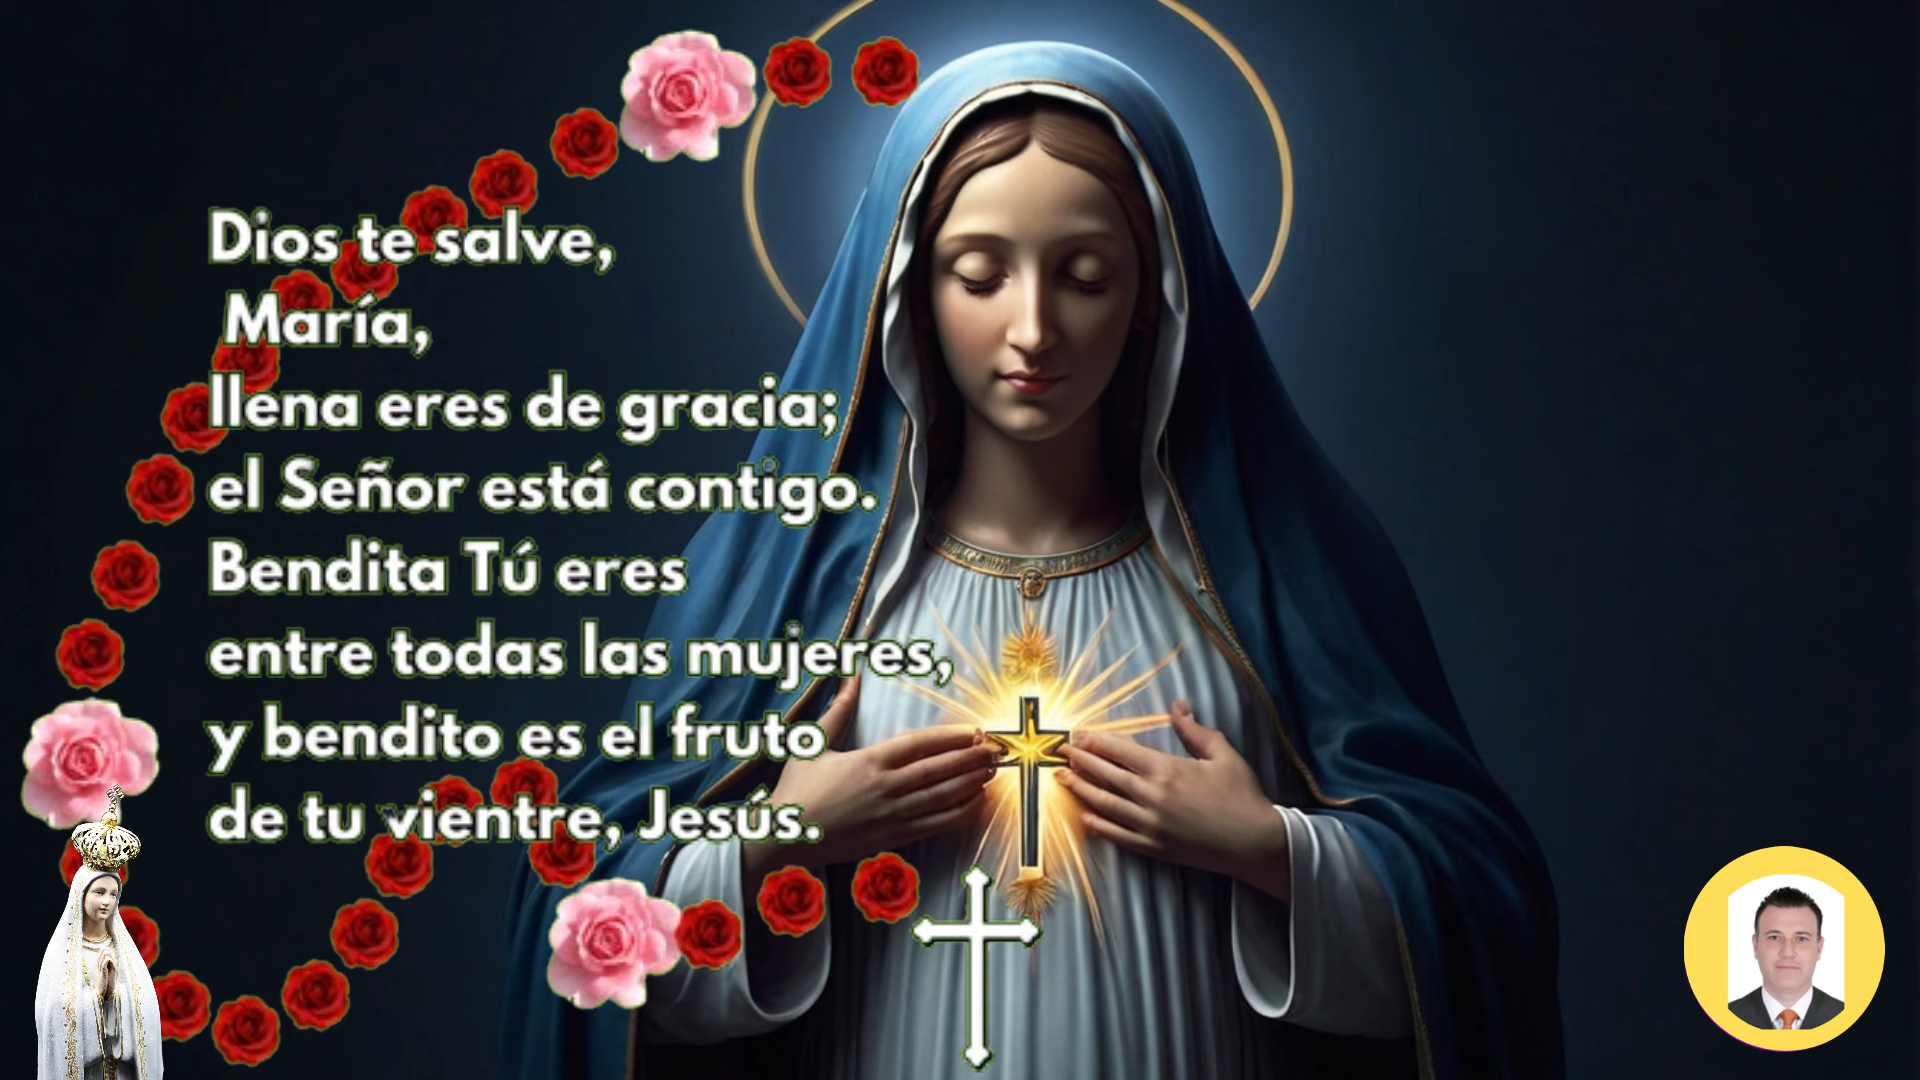 Dios te salve,
María,
llena eres de gracia;
el Señor está contigo.
Bendita Tú eres
entre todas las mujeres,
y bendito es el fruto
de tu vientre, Jesús.